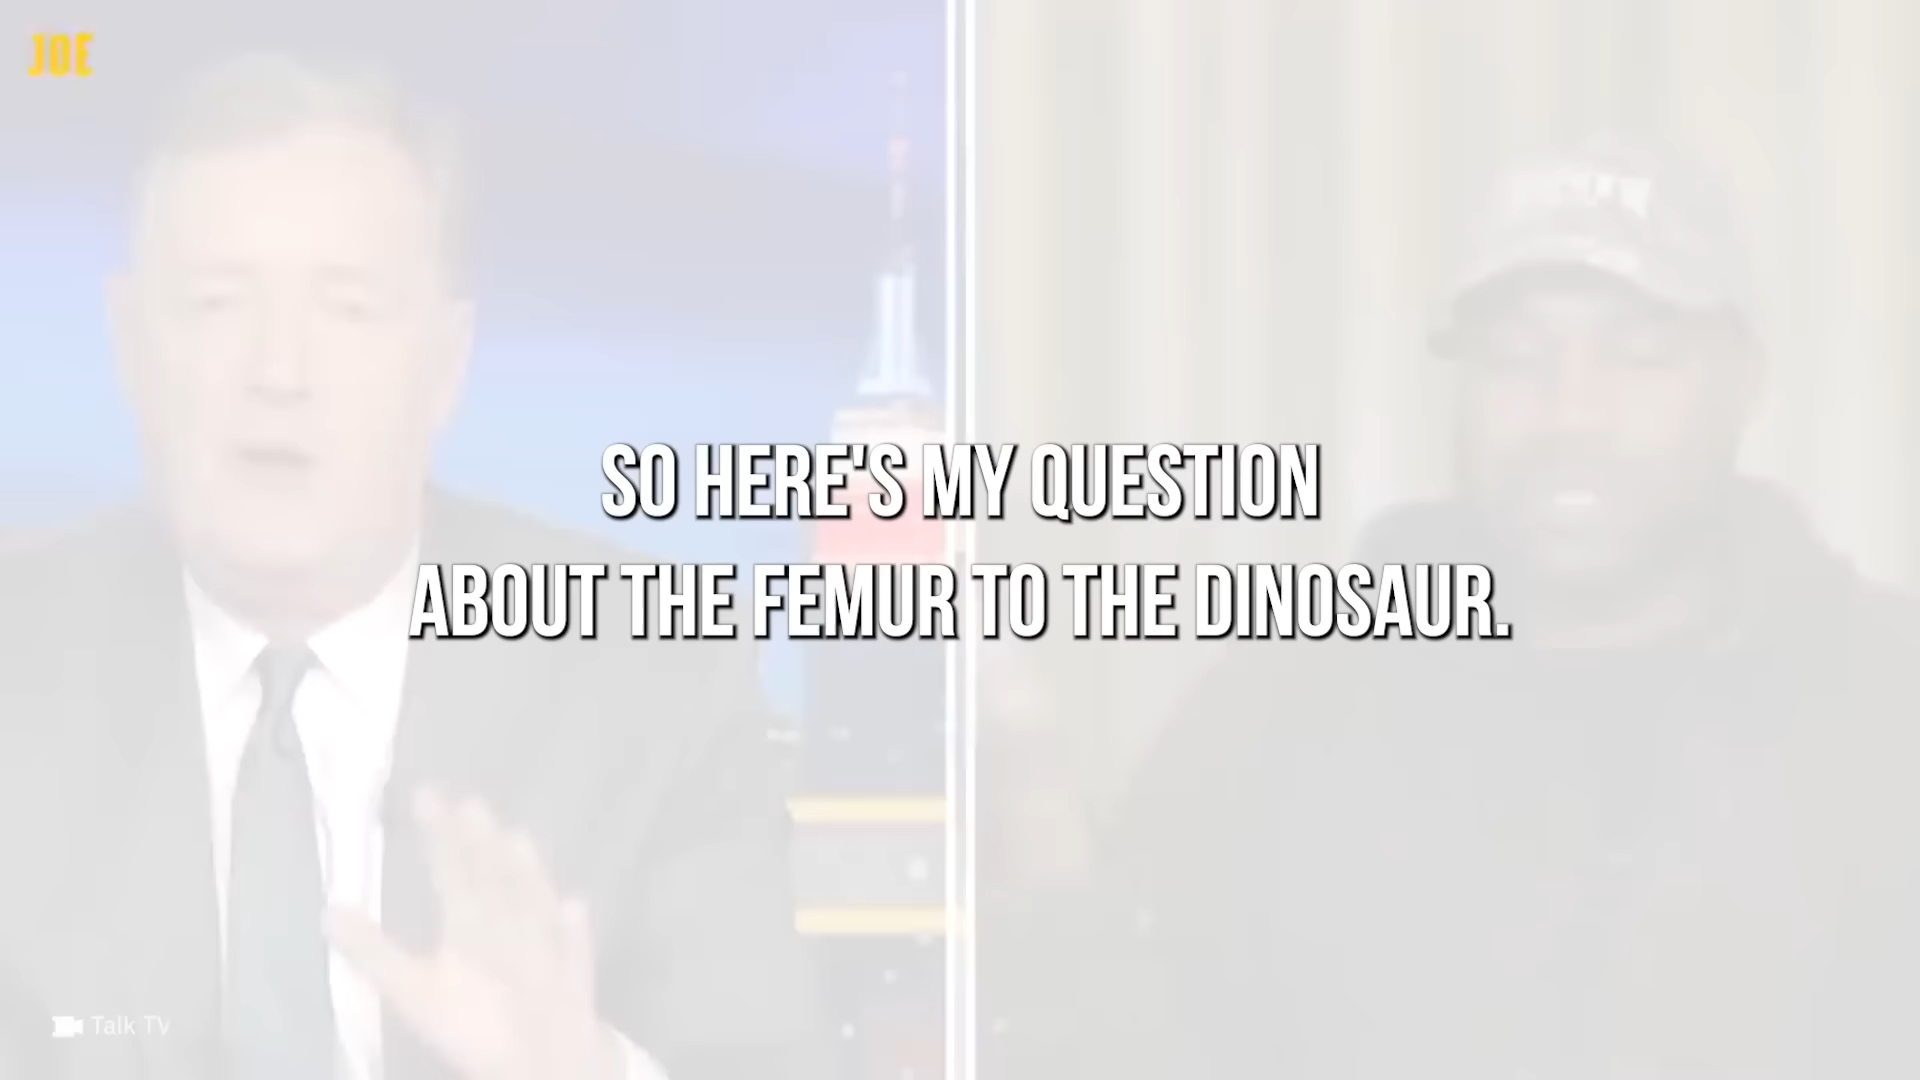 JOE
SO HERE'S MY QUESTION
ABOUT THE FEMUR TO THE DINOSAUR.
Talk TV